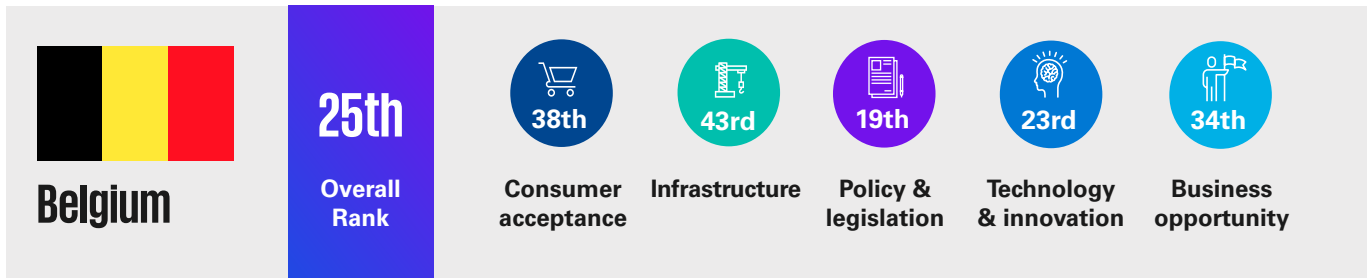 Belgium
25th
Overall
Rank
38th
Consumer
acceptance
43rd
Infrastructure
19th
Policy &
legislation
23rd
Technology
& innovation
34th
Business
opportunity